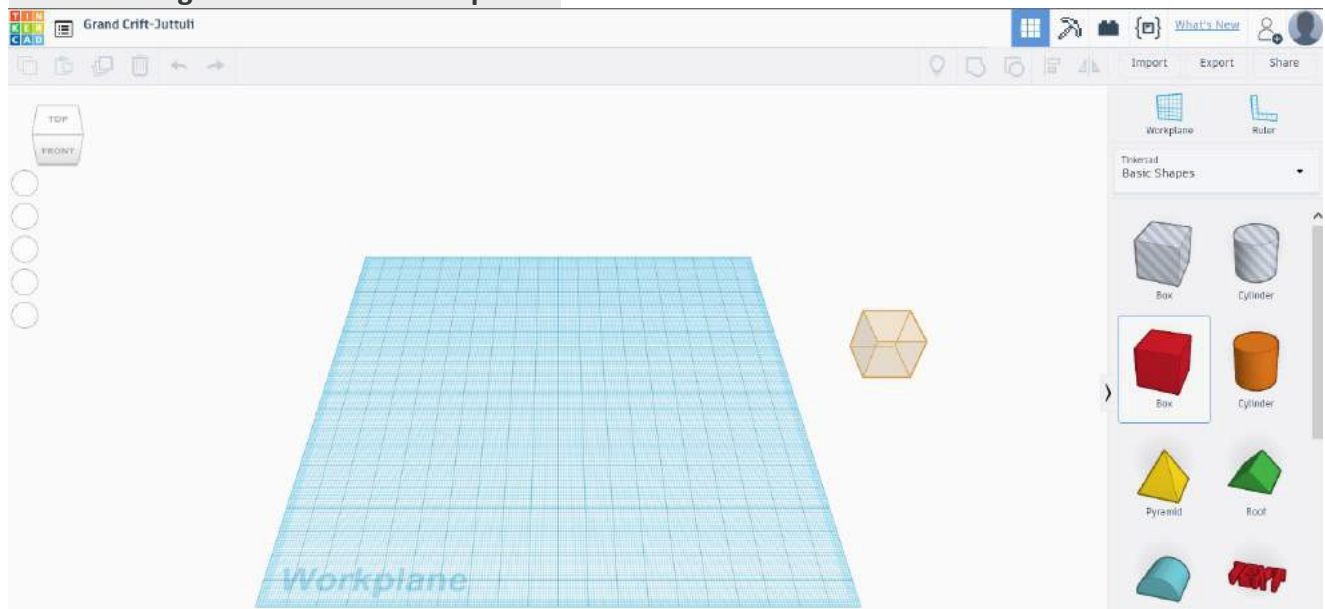 TIN
KER
CAD
Grand Crift-Juttuli
What's New
Import Export Share
TOP
FRONT
Workplane Ruler
Tinkercad
Basic Shapes
Box Cylinder
Box Cylinder
Pyramid Roof
TEXT
Workplane